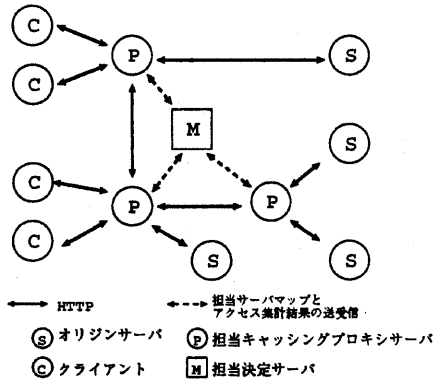 C
P
S
C
M
S
C
P
P
C
S
S
HTTP
担当サーバマップと
アクセス集計結果の送受信
S オリジンサーバ
P 担当キャッシングプロキシサーバ
C クライアント
M 担当決定サーバ